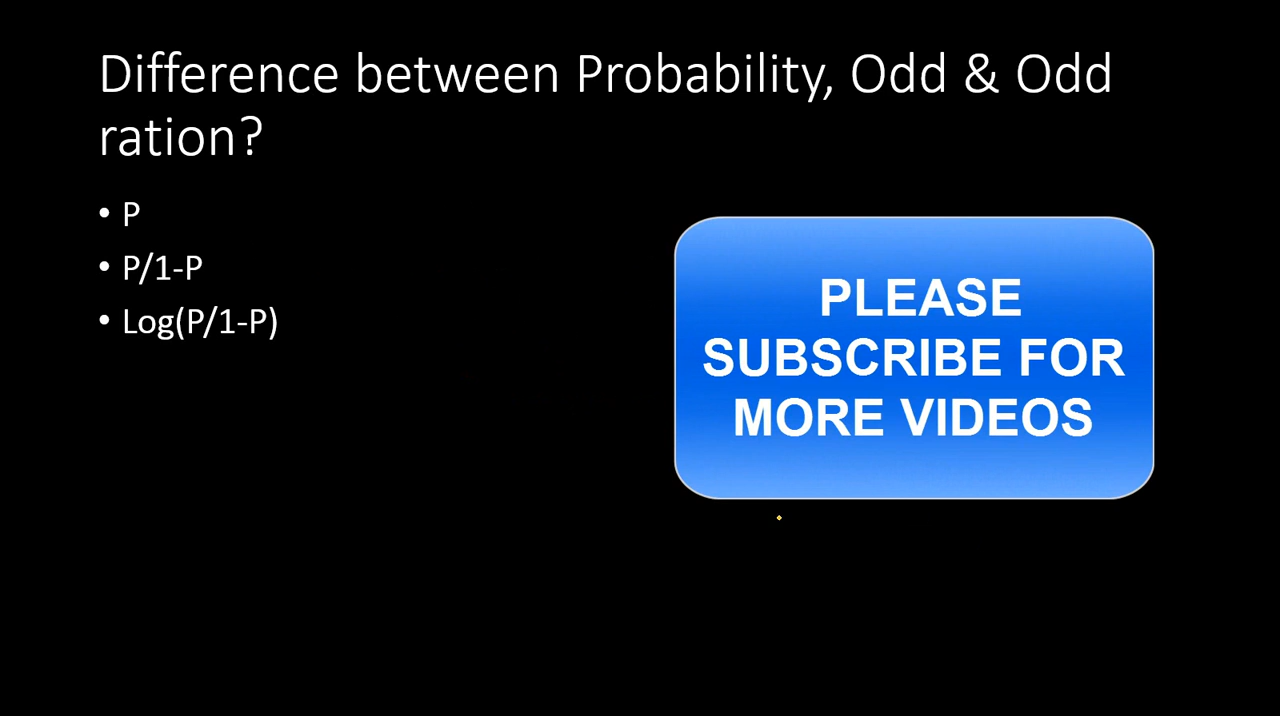 Difference between Probability, Odd & Odd
ration?
• P
• P/1-P
• Log(P/1-P)
PLEASE
SUBSCRIBE FOR
MORE VIDEOS